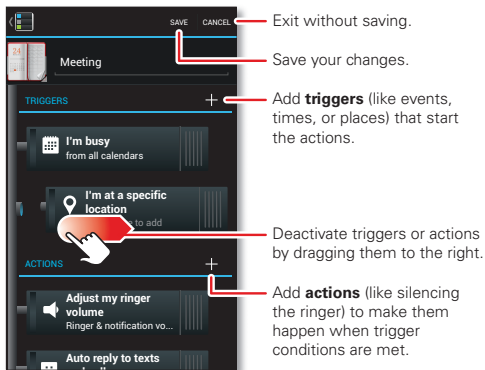 SAVE CANCEL
Exit without saving.
Save your changes.
24
Meeting
TRIGGERS
Add triggers (like events,
times, or places) that start
the actions.
I'm busy
from all calendars
I'm at a specific
location
to add
Deactivate triggers or actions
by dragging them to the right.
ACTIONS
Add actions (like silencing
the ringer) to make them
happen when trigger
conditions are met.
Adjust my ringer
volume
Ringer & notification vo...
Auto reply to texts